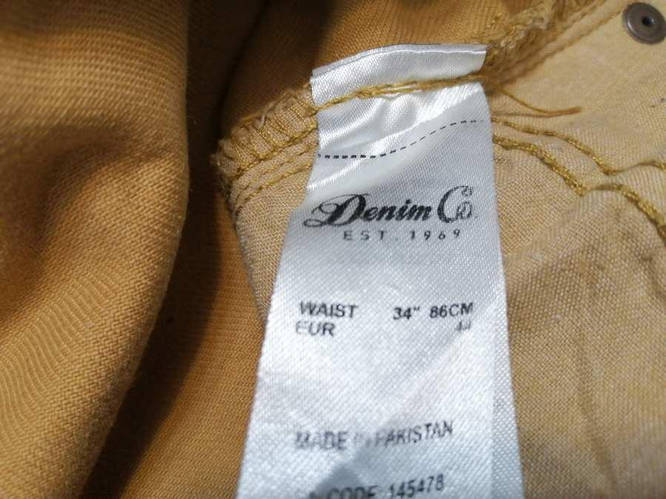 Denim Co.
EST. 1969
WAIST 34" 86CM
EUR 44
MADE IN PAKISTAN
CODE 145478